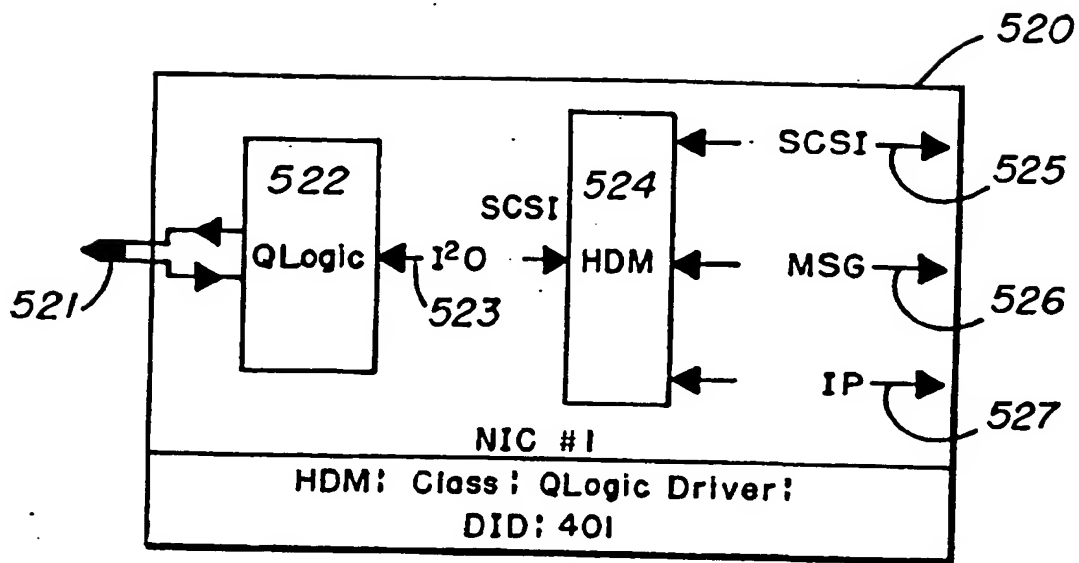 520
522
524
SCSI
525
SCSI
QLogic
I²O
HDM
MSG
521
523
526
IP
527
NIC #1
HDM; Class; QLogic Driver;
DID; 401